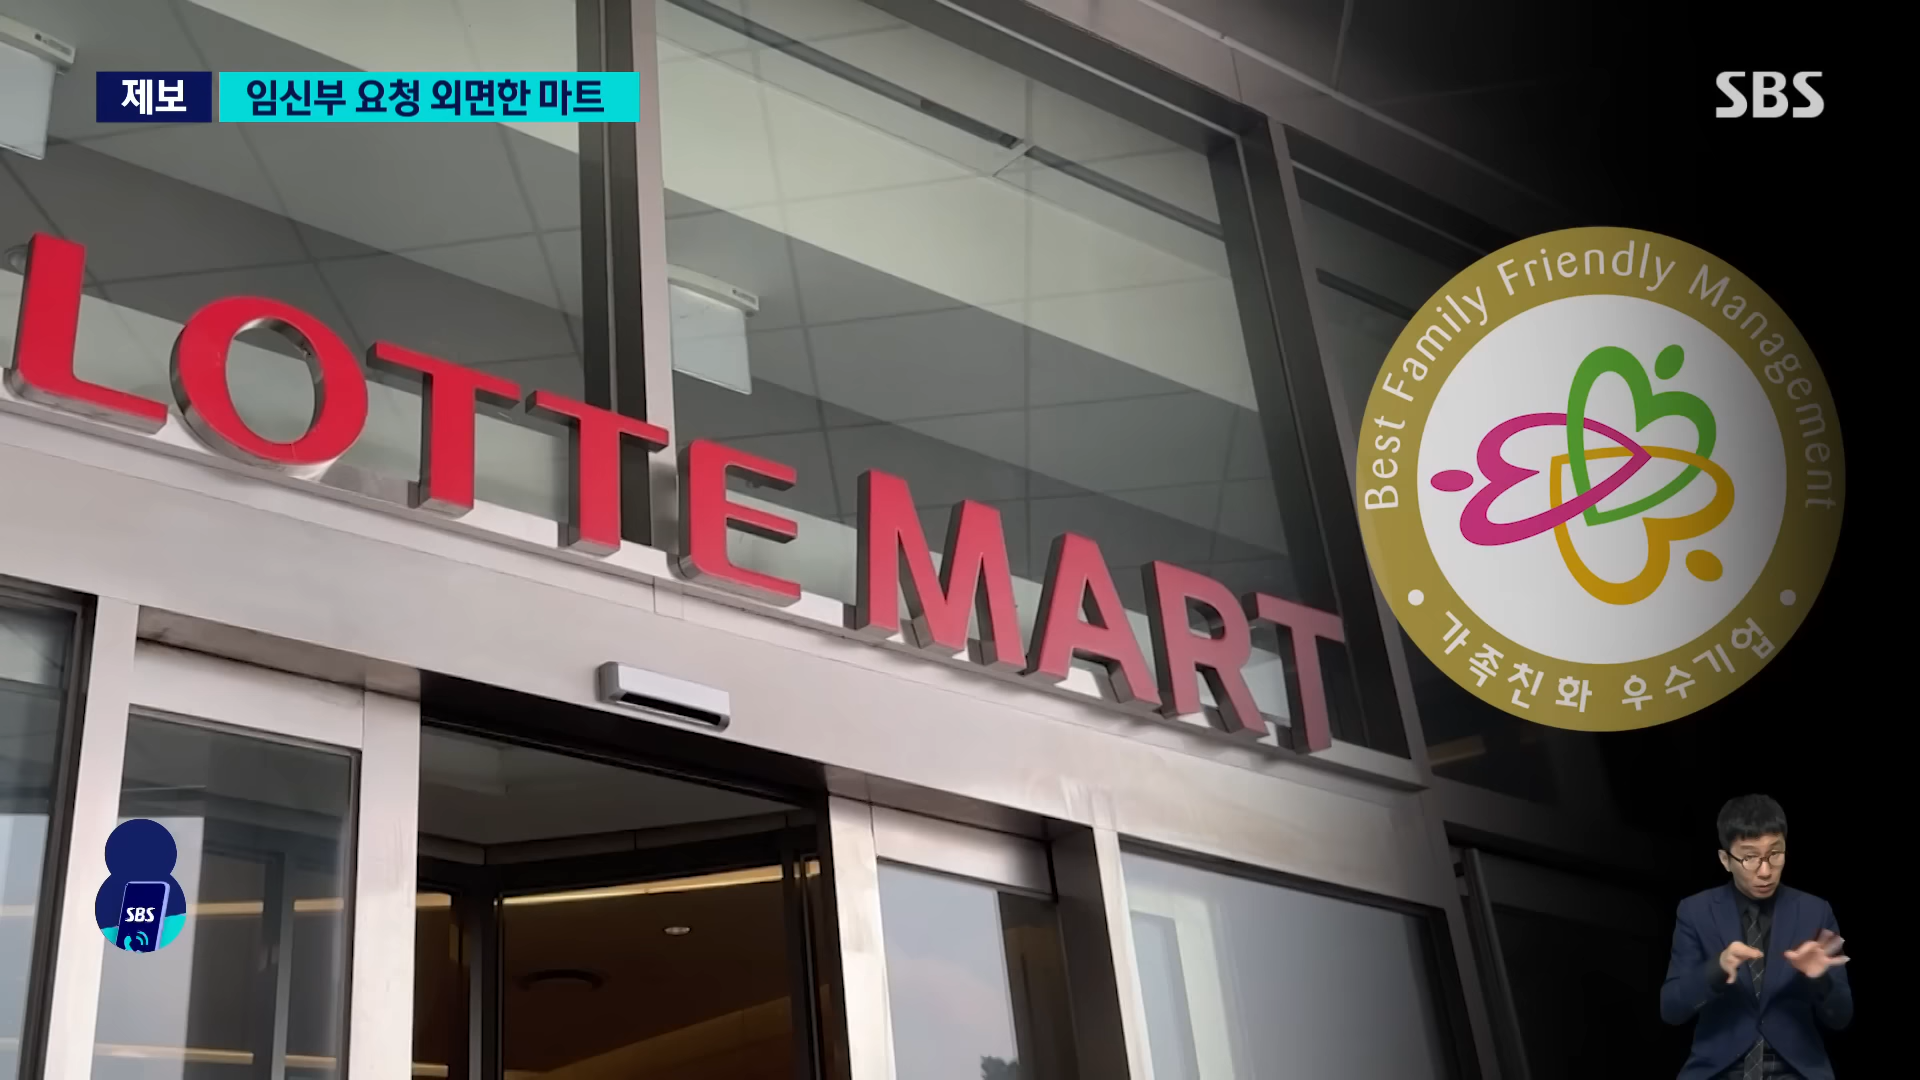 제보 임신부 요청 외면한 마트
SBS
LOTTE MART
Best Family Friendly Management
가족친화 우수기업
SBS